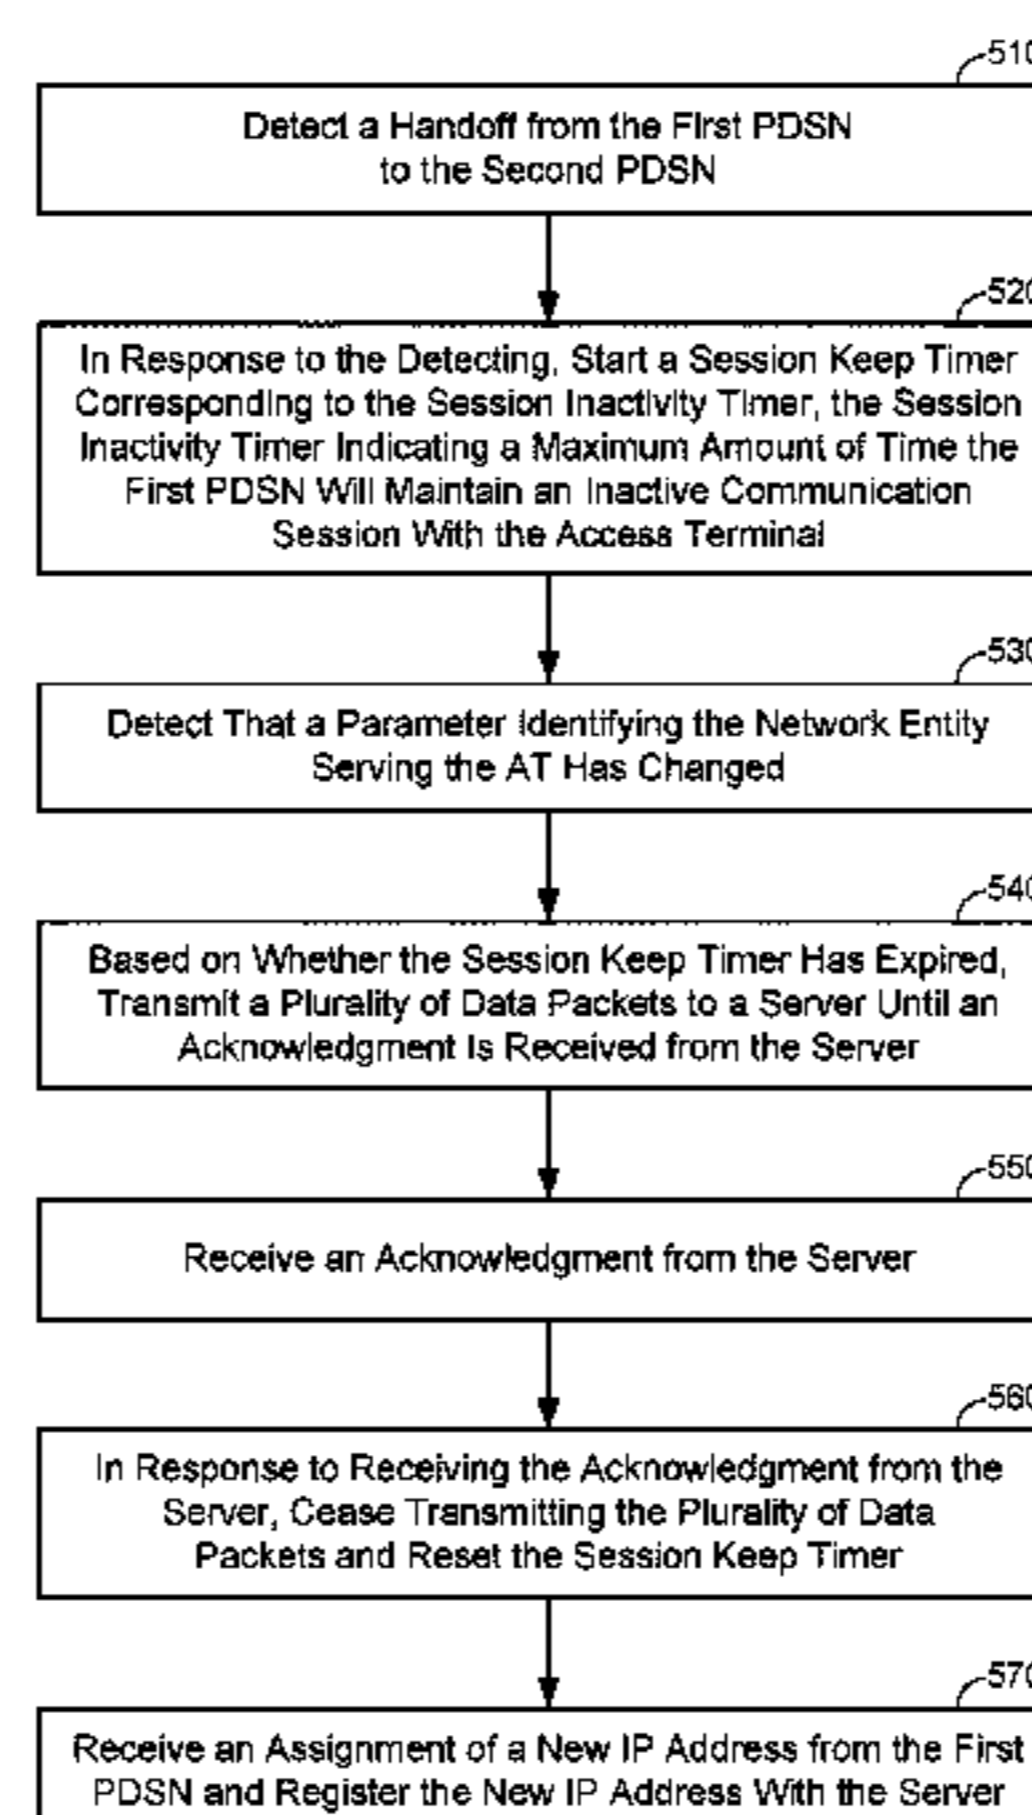 510
Detect a Handoff from the First PDSN
to the Second PDSN
520
In Response to the Detecting, Start a Session Keep Timer
Corresponding to the Session Inactivity Timer, the Session
Inactivity Timer Indicating a Maximum Amount of Time the
First PDSN Will Maintain an Inactive Communication
Session With the Access Terminal
530
Detect That a Parameter Identifying the Network Entity
Serving the AT Has Changed
540
Based on Whether the Session Keep Timer Has Expired,
Transmit a Plurality of Data Packets to a Server Until an
Acknowledgment Is Received from the Server
550
Receive an Acknowledgment from the Server
560
In Response to Receiving the Acknowledgment from the
Server, Cease Transmitting the Plurality of Data
Packets and Reset the Session Keep Timer
570
Receive an Assignment of a New IP Address from the First
PDSN and Register the New IP Address With the Server